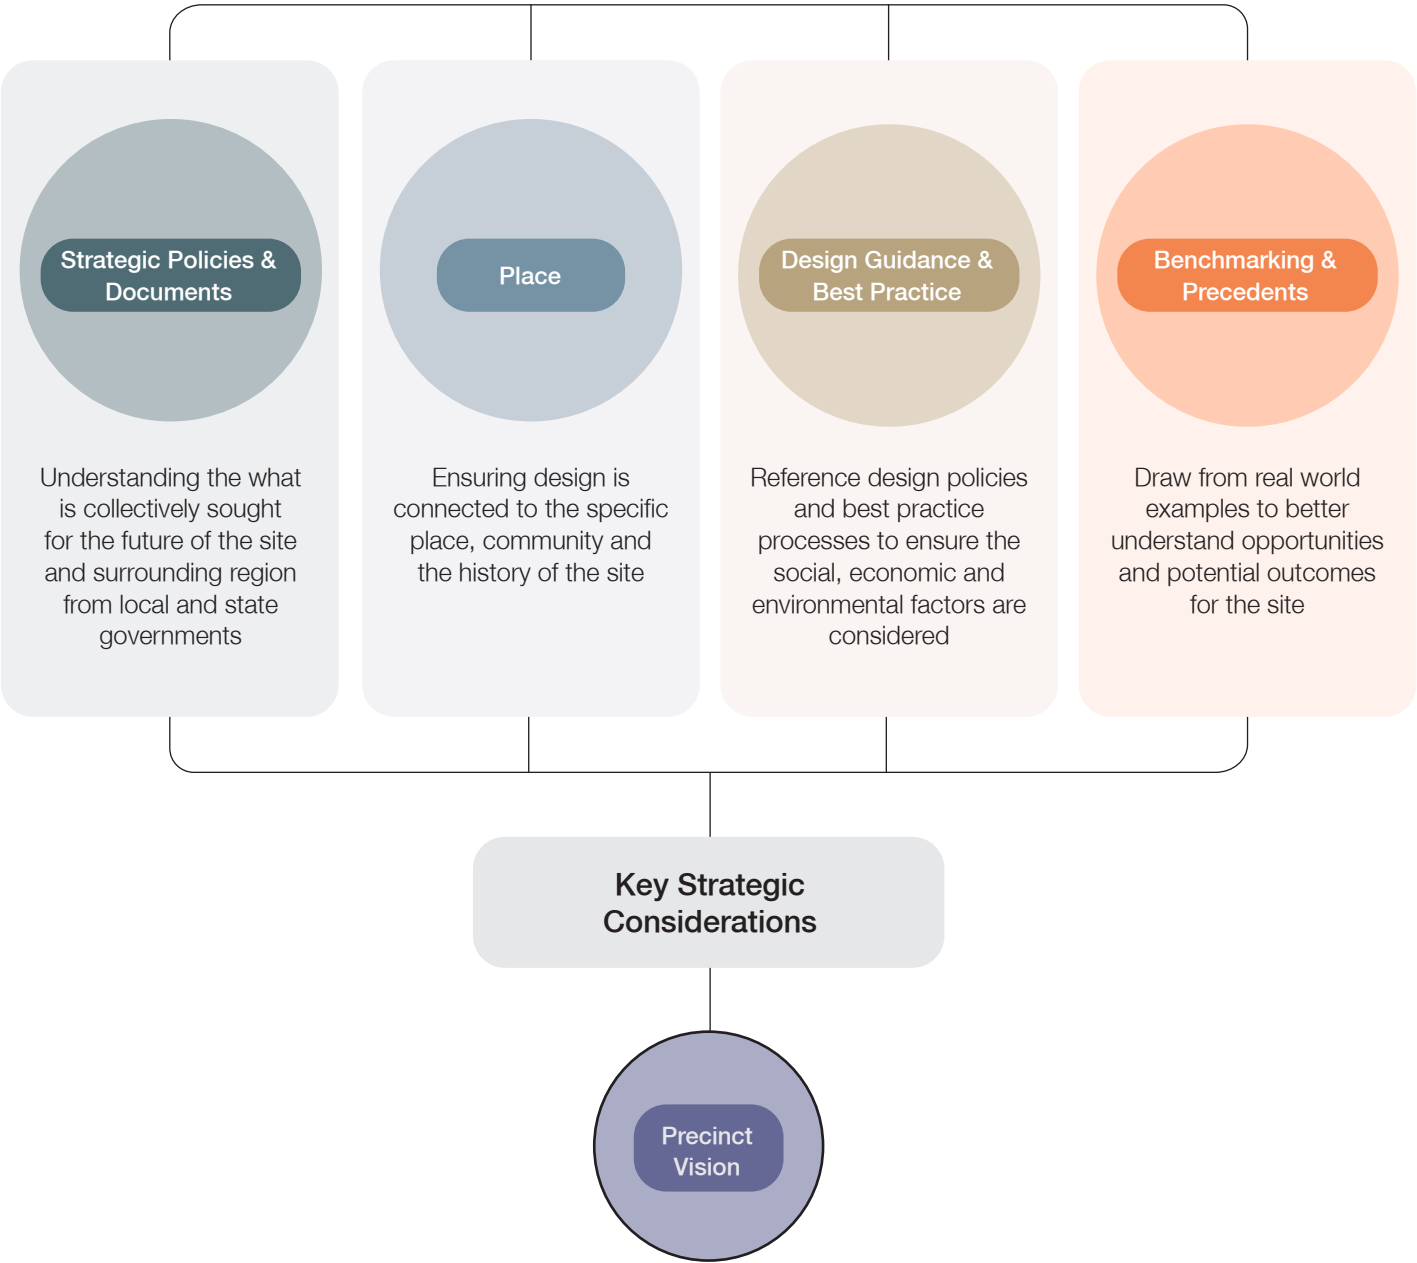 Strategic Policies &
Documents
Understanding the what
is collectively sought
for the future of the site
and surrounding region
from local and state
governments
Place
Ensuring design is
connected to the specific
place, community and
the history of the site
Design Guidance &
Best Practice
Reference design policies
and best practice
processes to ensure the
social, economic and
environmental factors are
considered
Benchmarking &
Precedents
Draw from real world
examples to better
understand opportunities
and potential outcomes
for the site
Key Strategic
Considerations
Precinct
Vision